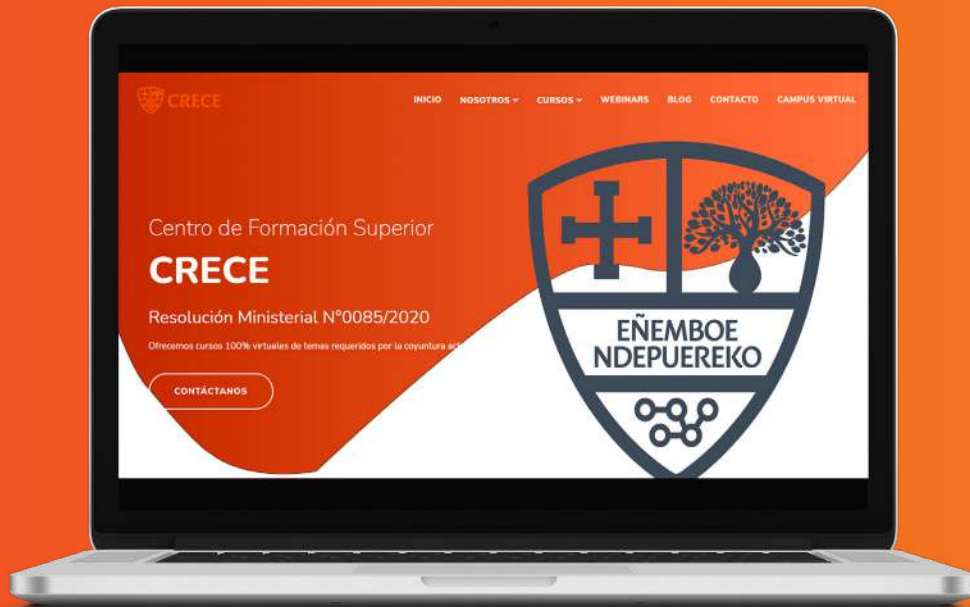 CRECE
INICIO NOSOTROS CURSOS WEBINARS BLOG CONTACTO CAMPUS VIRTUAL
Centro de Formación Superior
CRECE
Resolución Ministerial N°0085/2020
Ofrecemos cursos 100% virtuales de temas requeridos por la coyuntura
CONTÁCTANOS
EÑEMBOE
NDEPUEREKO